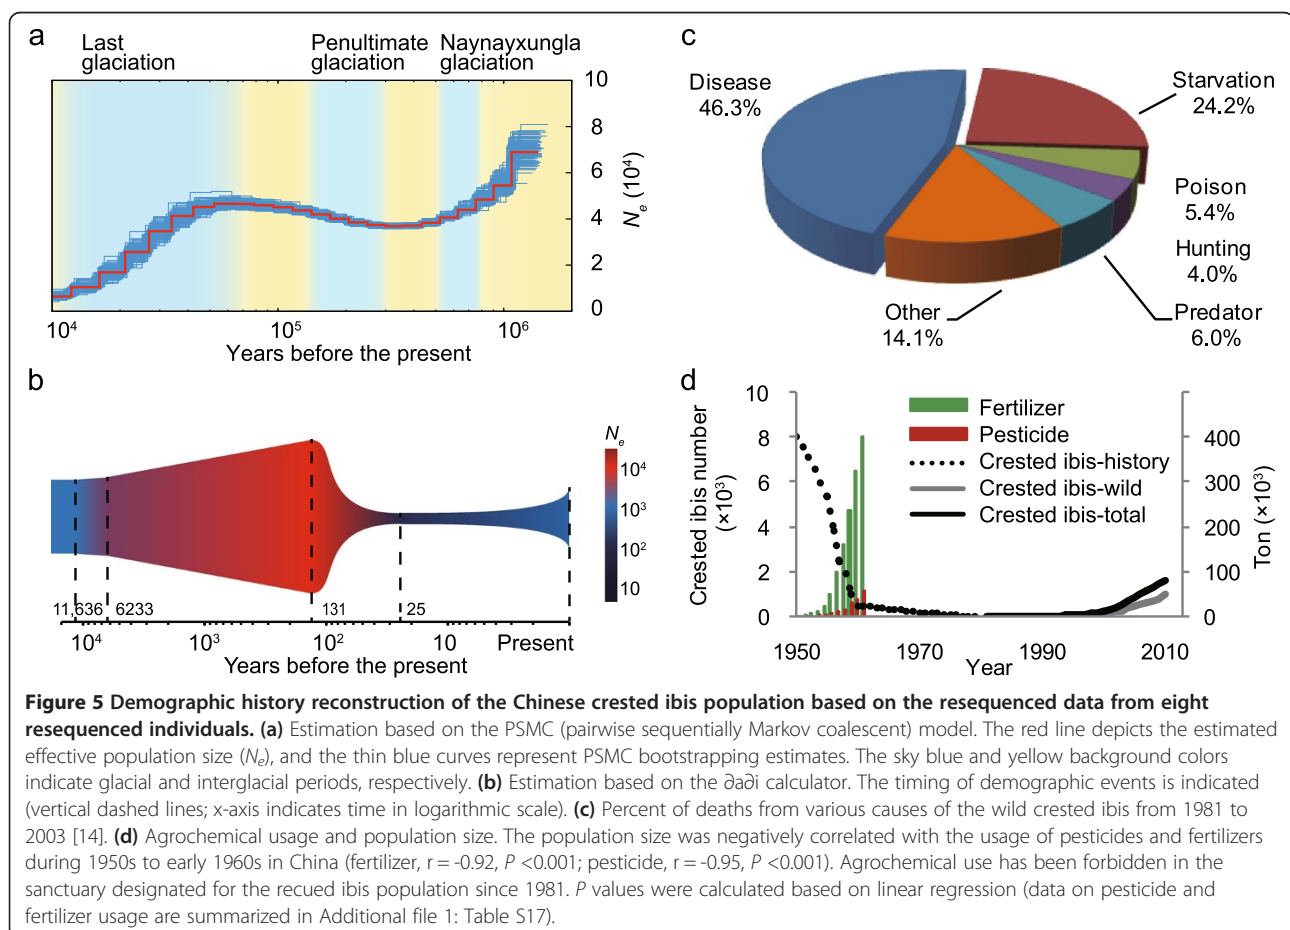 a
Last
glaciation
Penultimate
glaciation
Naynayxungla
glaciation
10
8
6
4
2
0
Nₑ (10⁴)
10⁴
10⁵
10⁶
Years before the present
b
Nₑ
10⁴
10³
10²
10
11,636
6233
131
25
10⁴
10³
10²
10
Present
Years before the present
c
Disease
46.3%
Starvation
24.2%
Poison
5.4%
Hunting
4.0%
Predator
6.0%
Other
14.1%
d
10
8
6
4
2
0
Crested ibis number
(×10³)
Fertilizer
Pesticide
Crested ibis-history
Crested ibis-wild
Crested ibis-total
400
300
200
100
0
Ton (×10³)
1950
1970
1990
2010
Year
Figure 5 Demographic history reconstruction of the Chinese crested ibis population based on the resequenced data from eight
resequenced individuals. (a) Estimation based on the PSMC (pairwise sequentially Markov coalescent) model. The red line depicts the estimated
effective population size (Nₑ), and the thin blue curves represent PSMC bootstrapping estimates. The sky blue and yellow background colors
indicate glacial and interglacial periods, respectively. (b) Estimation based on the ∂a∂i calculator. The timing of demographic events is indicated
(vertical dashed lines; x-axis indicates time in logarithmic scale). (c) Percent of deaths from various causes of the wild crested ibis from 1981 to
2003 [14]. (d) Agrochemical usage and population size. The population size was negatively correlated with the usage of pesticides and fertilizers
during 1950s to early 1960s in China (fertilizer, r = -0.92, P <0.001; pesticide, r = -0.95, P <0.001). Agrochemical use has been forbidden in the
sanctuary designated for the recued ibis population since 1981. P values were calculated based on linear regression (data on pesticide and
fertilizer usage are summarized in Additional file 1: Table S17).